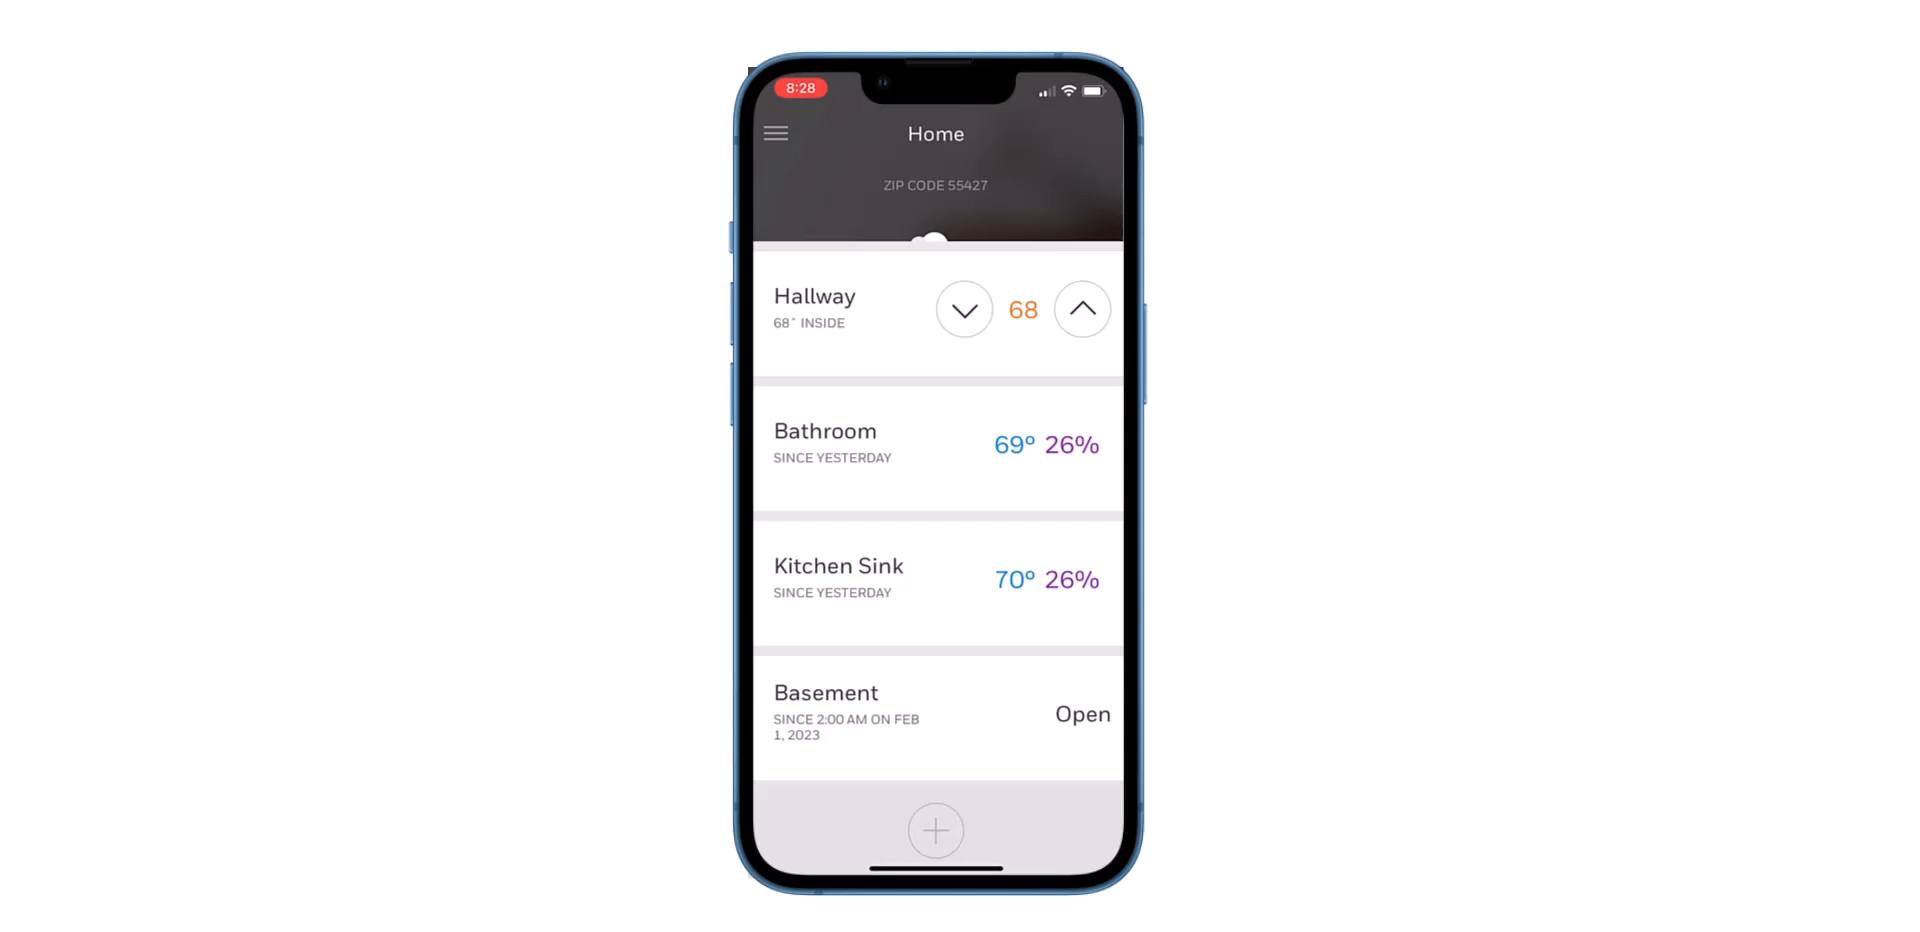 8:28
Home
ZIP CODE 55427
Hallway
68° INSIDE
68
Bathroom
SINCE YESTERDAY
69° 26%
Kitchen Sink
SINCE YESTERDAY
70° 26%
Basement
SINCE 2:00 AM ON FEB
1, 2023
Open